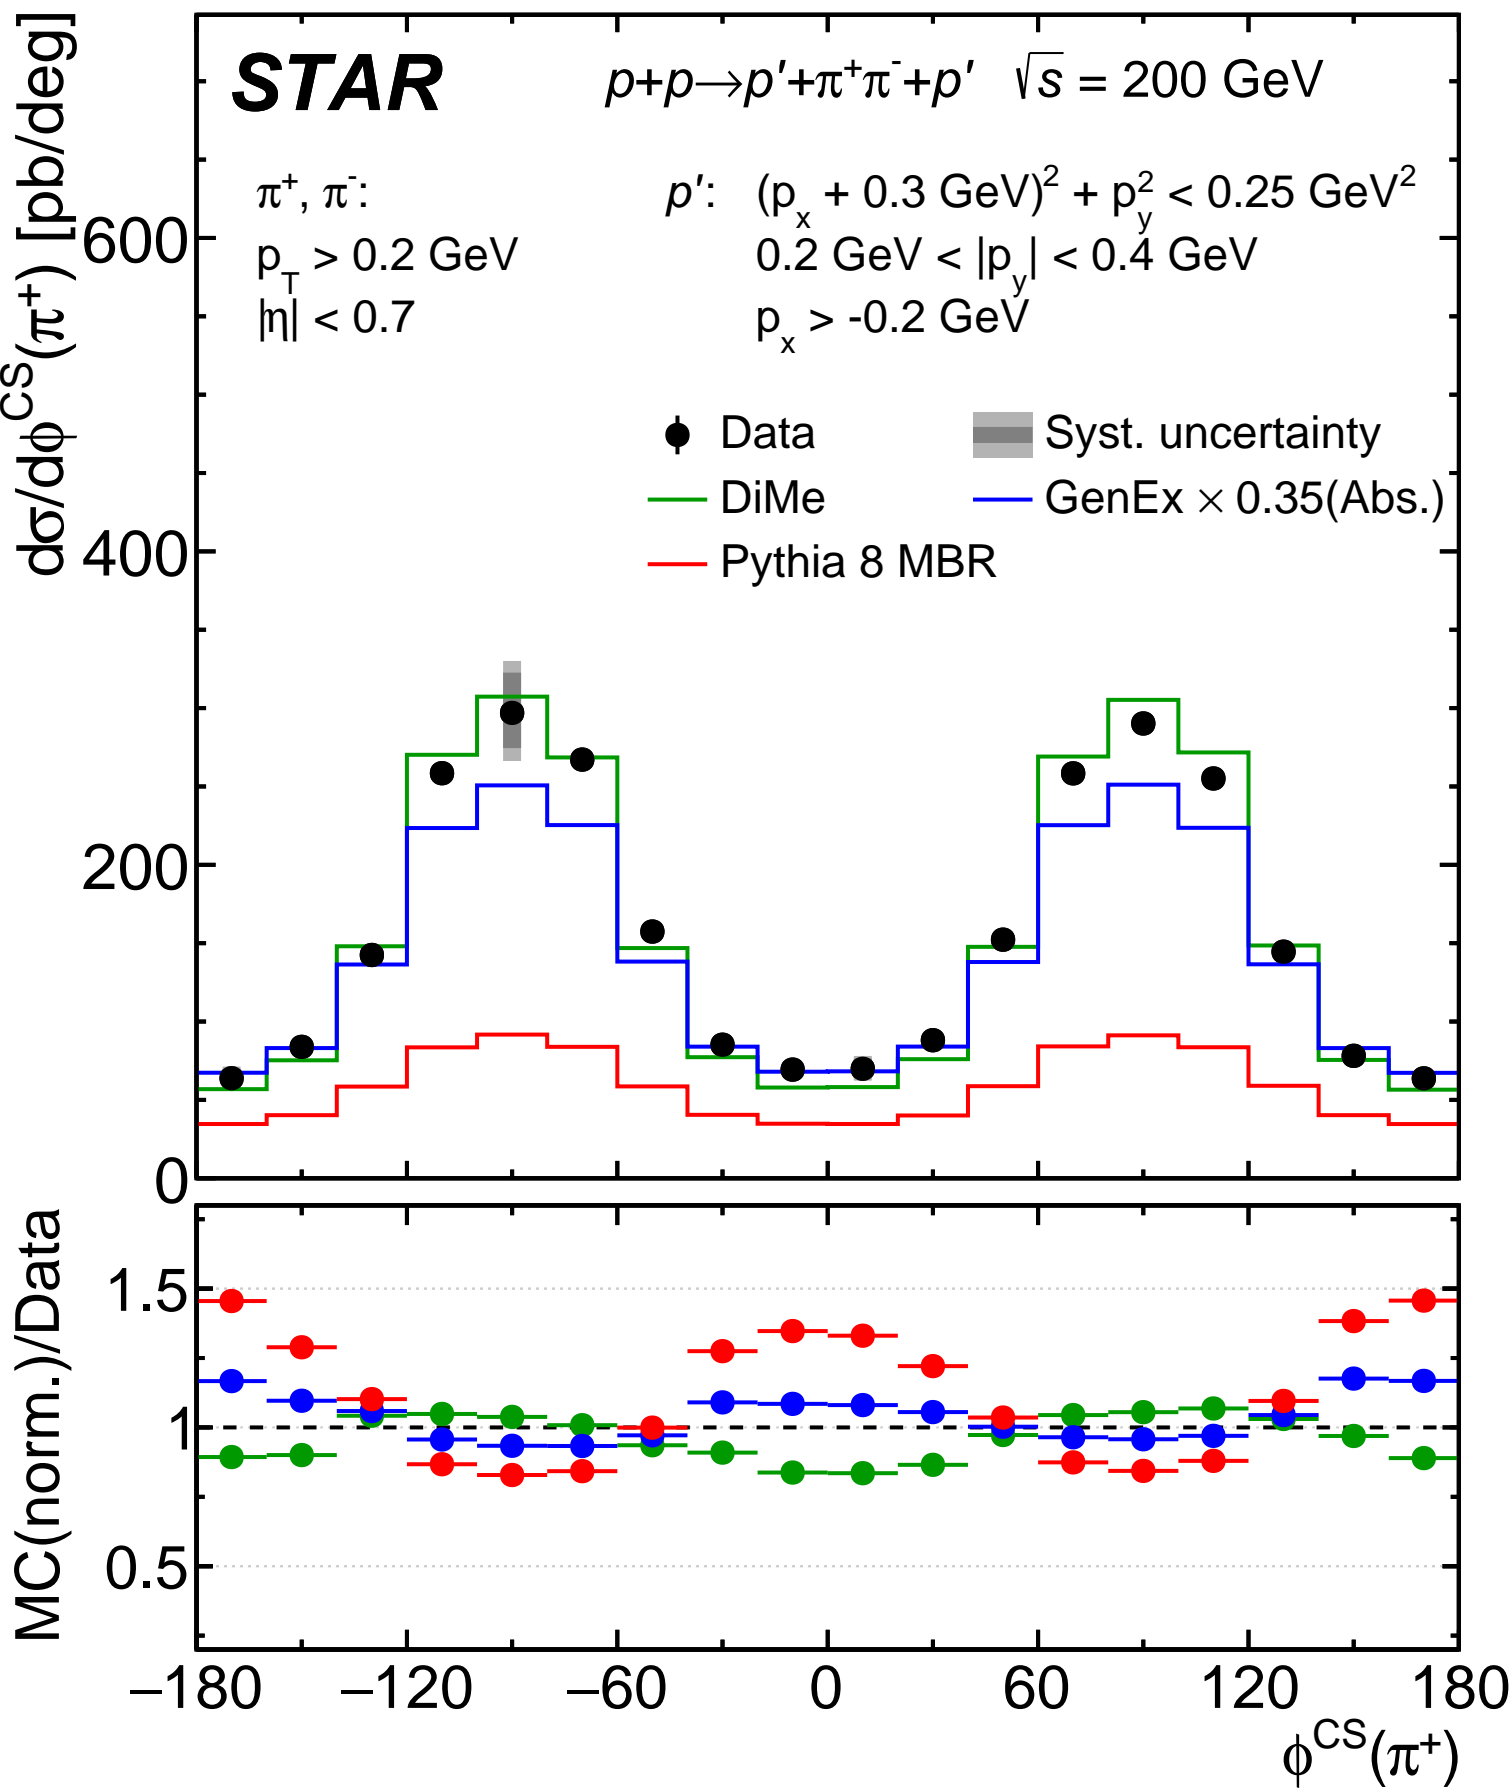 STAR p+p→p′+π⁺π⁻+p′ √s = 200 GeV
π⁺, π⁻: p′: (pₓ + 0.3 GeV)² + p_y² < 0.25 GeV²
p_T > 0.2 GeV 0.2 GeV < |p_y| < 0.4 GeV
|η| < 0.7 pₓ > -0.2 GeV
Data Syst. uncertainty
DiMe GenEx × 0.35(Abs.)
Pythia 8 MBR
dσ/dϕ^CS(π⁺) [pb/deg]
600
400
200
0
MC(norm.)/Data
1.5
1
0.5
−180 −120 −60 0 60 120 180
ϕ^CS(π⁺)